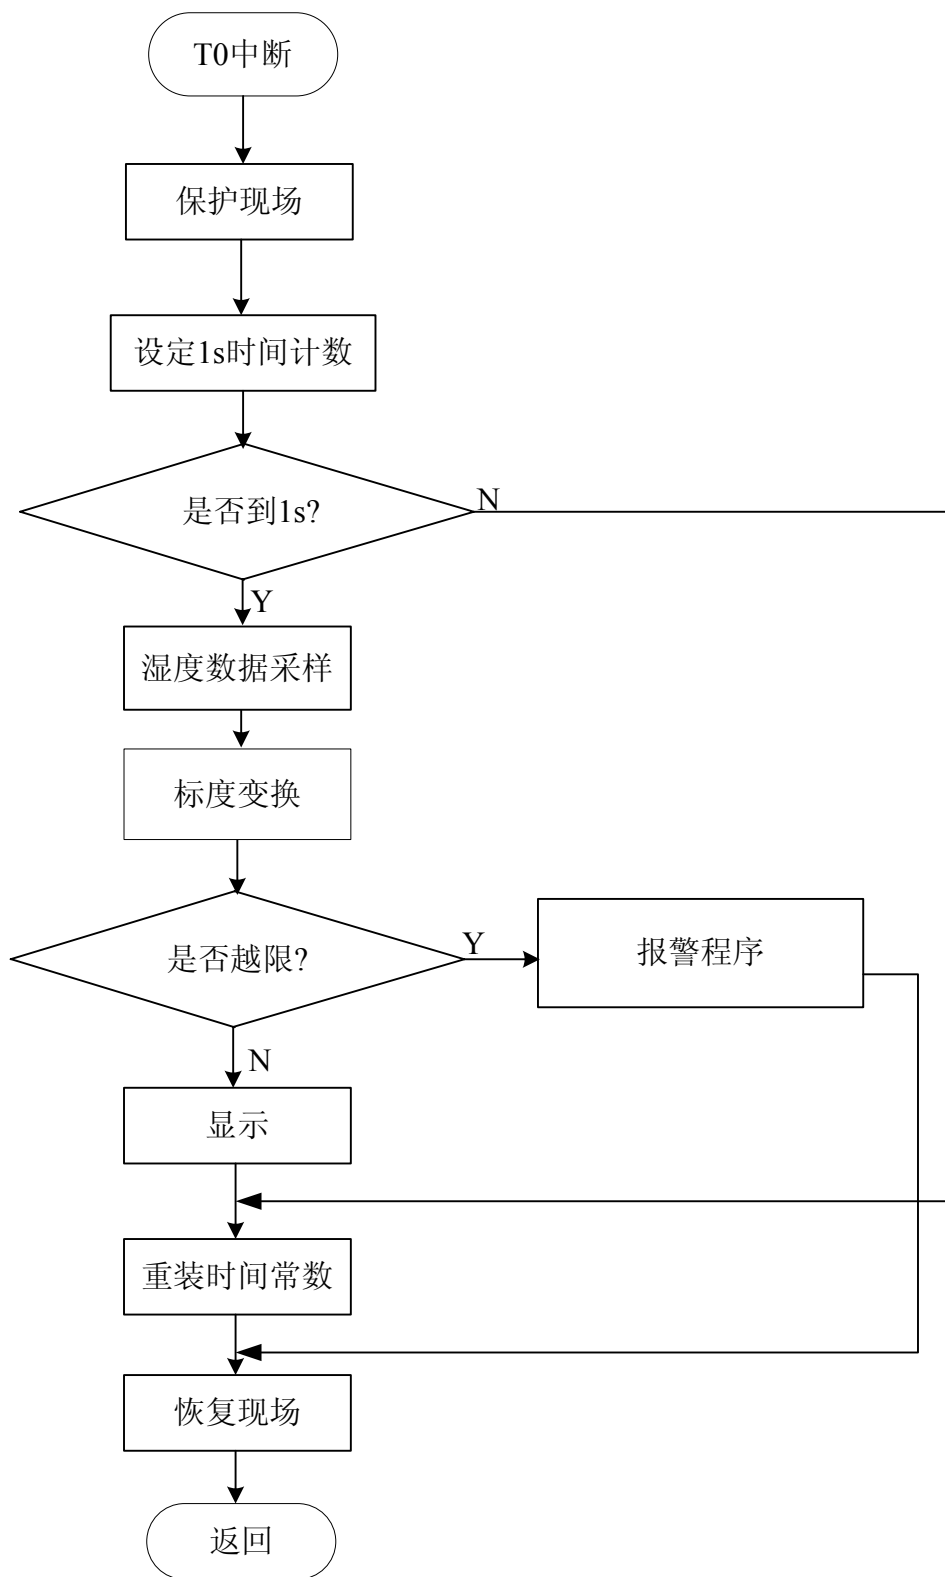 T0中断
保护现场
设定1s时间计数
是否到1s?
N
Y
湿度数据采样
标度变换
是否越限?
Y
报警程序
N
显示
重装时间常数
恢复现场
返回